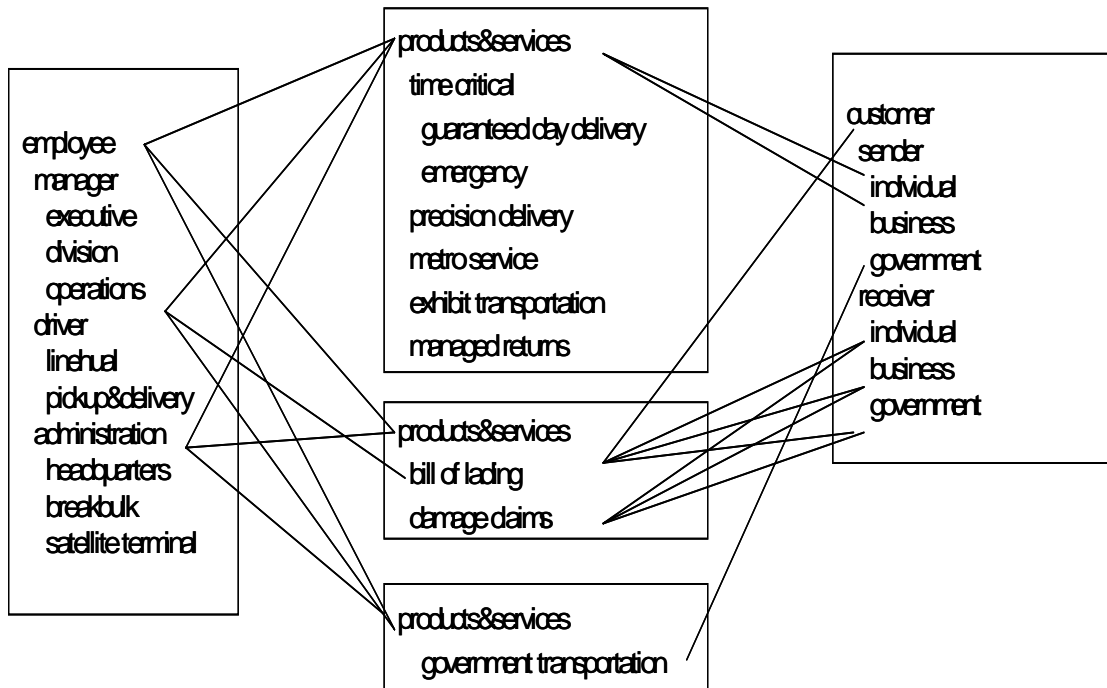 employee
manager
executive
division
operations
driver
linehual
pickup&delivery
administration
headquarters
breakbulk
satellite terminal
products&services
time critical
guaranteed day delivery
emergency
precision delivery
metro service
exhibit transportation
managed returns
products&services
bill of lading
damage claims
products&services
government transportation
customer
sender
individual
business
government
receiver
individual
business
government